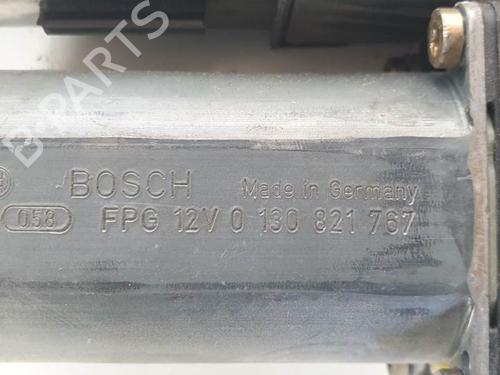 BOSCH Made in Germany
058 FPG 12V 0 130 821 767
B-PARTS